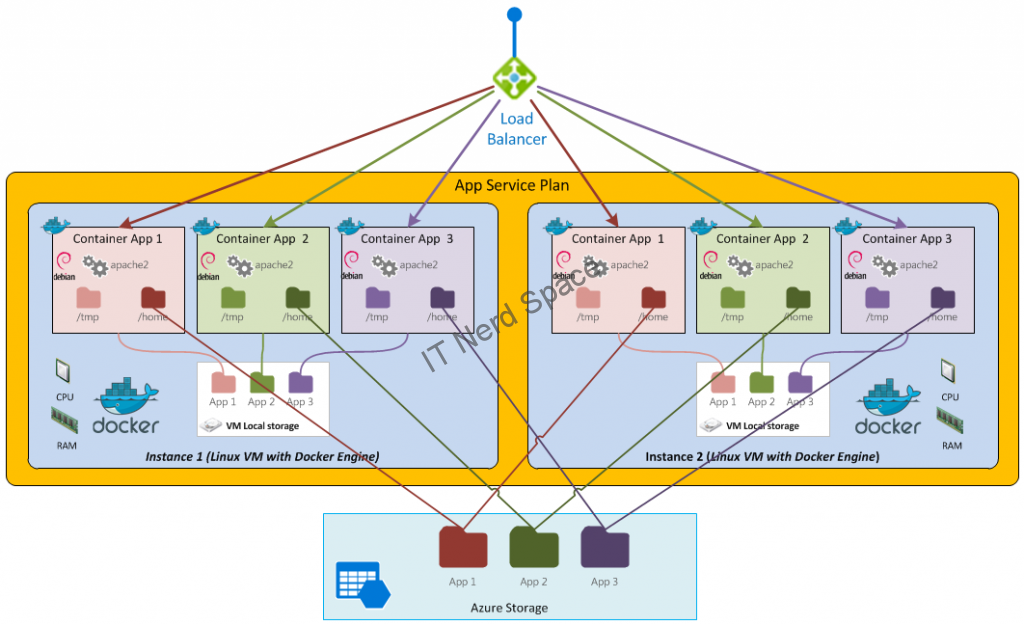 Load
Balancer
App Service Plan
Container App 1
debian
apache2
/tmp
/home
Container App 2
debian
apache2
/tmp
/home
Container App 3
debian
apache2
/tmp
/home
CPU
RAM
docker
App 1
App 2
App 3
VM Local storage
Instance 1 (Linux VM with Docker Engine)
Container App 1
debian
apache2
/tmp
/home
Container App 2
debian
apache2
/tmp
/home
Container App 3
debian
apache2
/tmp
/home
App 1
App 2
App 3
VM Local storage
docker
CPU
RAM
Instance 2 (Linux VM with Docker Engine)
IT Nerd Space
App 1
App 2
App 3
Azure Storage